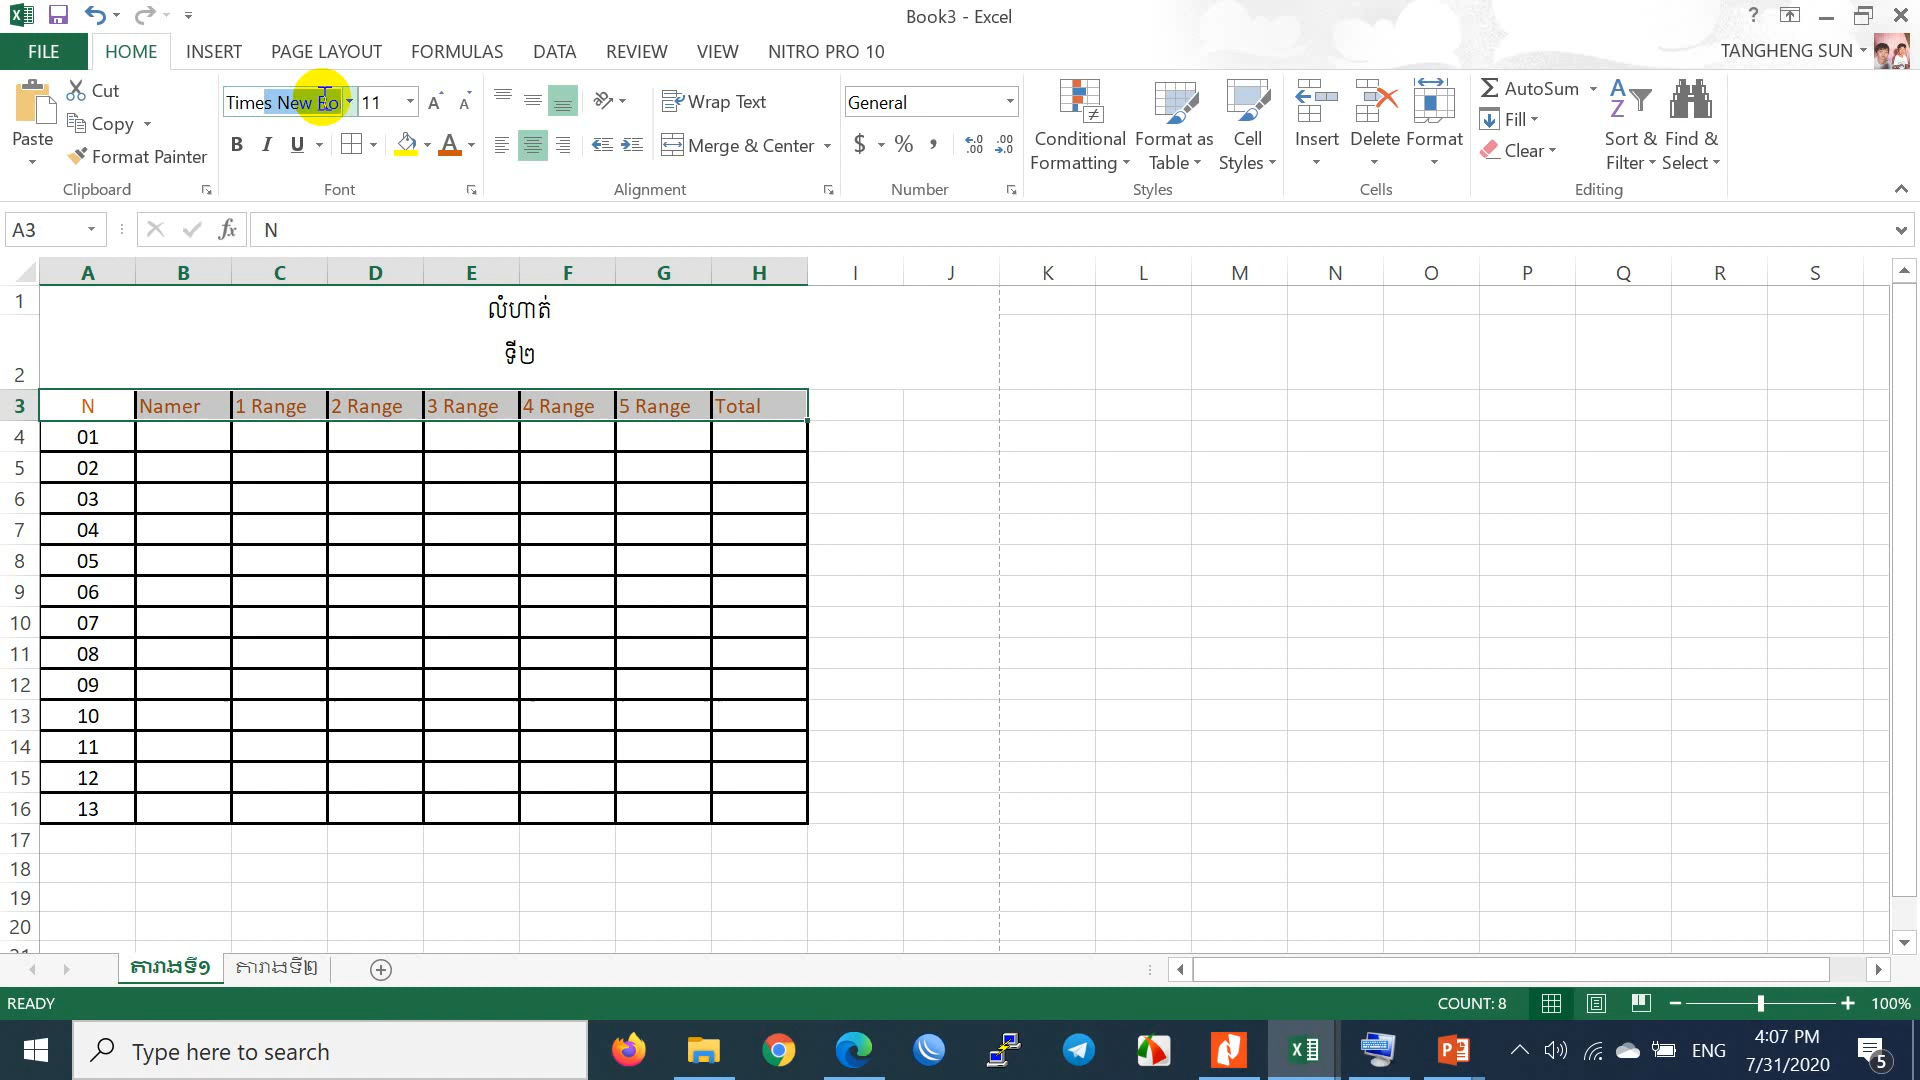 Book3 - Excel
?
FILE HOME INSERT PAGE LAYOUT FORMULAS DATA REVIEW VIEW NITRO PRO 10 TANGHENG SUN
Paste Cut Copy Format Painter
Clipboard
Times New Ro 11
B I U A
Font
Wrap Text
Merge & Center
Alignment
General
$ % ,
Number
Conditional Formatting Format as Table Cell Styles
Styles
Insert Delete Format
Cells
AutoSum Fill Clear Sort & Filter Find & Select
Editing
A3 fx N
A B C D E F G H I J K L M N O P Q R S
1 លំហាត់
2 ទី២
3 N Namer 1 Range 2 Range 3 Range 4 Range 5 Range Total
4 01
5 02
6 03
7 04
8 05
9 06
10 07
11 08
12 09
13 10
14 11
15 12
16 13
17
18
19
20
តារាងទី១ តារាងទី២
READY COUNT: 8 100%
Type here to search ENG 4:07 PM
7/31/2020 5